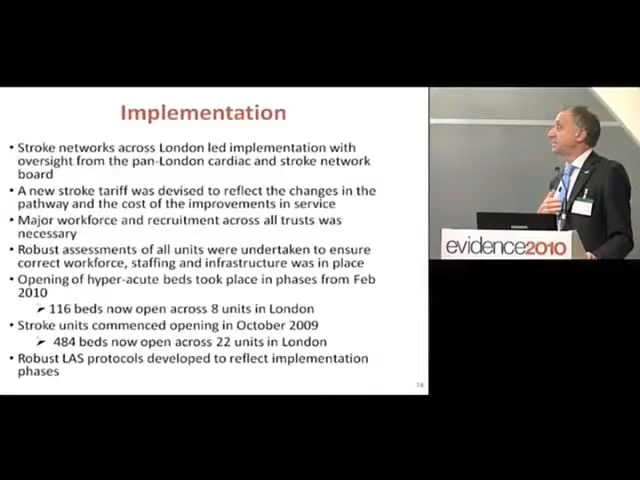 Implementation
• Stroke networks across London led implementation with
oversight from the pan-London cardiac and stroke network
board
• A new stroke tariff was devised to reflect the changes in the
pathway and the cost of the improvements in service
• Major workforce and recruitment across all trusts was
necessary
• Robust assessments of all units were undertaken to ensure
correct workforce, staffing and infrastructure was in place
• Opening of hyper-acute beds took place in phases from Feb
2010
➢ 116 beds now open across 8 units in London
• Stroke units commenced opening in October 2009
➢ 484 beds now open across 22 units in London
• Robust LAS protocols developed to reflect implementation
phases
evidence2010